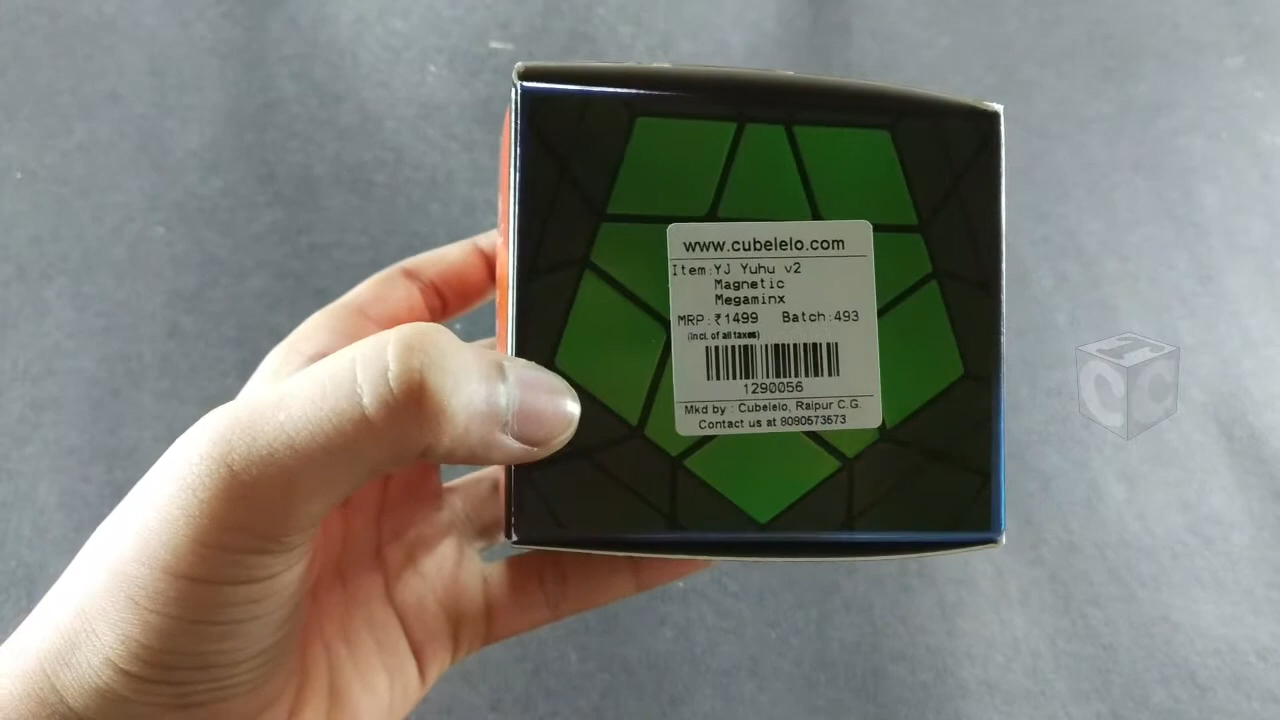 www.cubelelo.com
Item:YJ Yuhu v2
Magnetic
Megaminx
MRP:₹1499 Batch:493
(incl. of all taxes)
1290056
Mkd by : Cubelelo, Raipur C.G.
Contact us at 8090573573